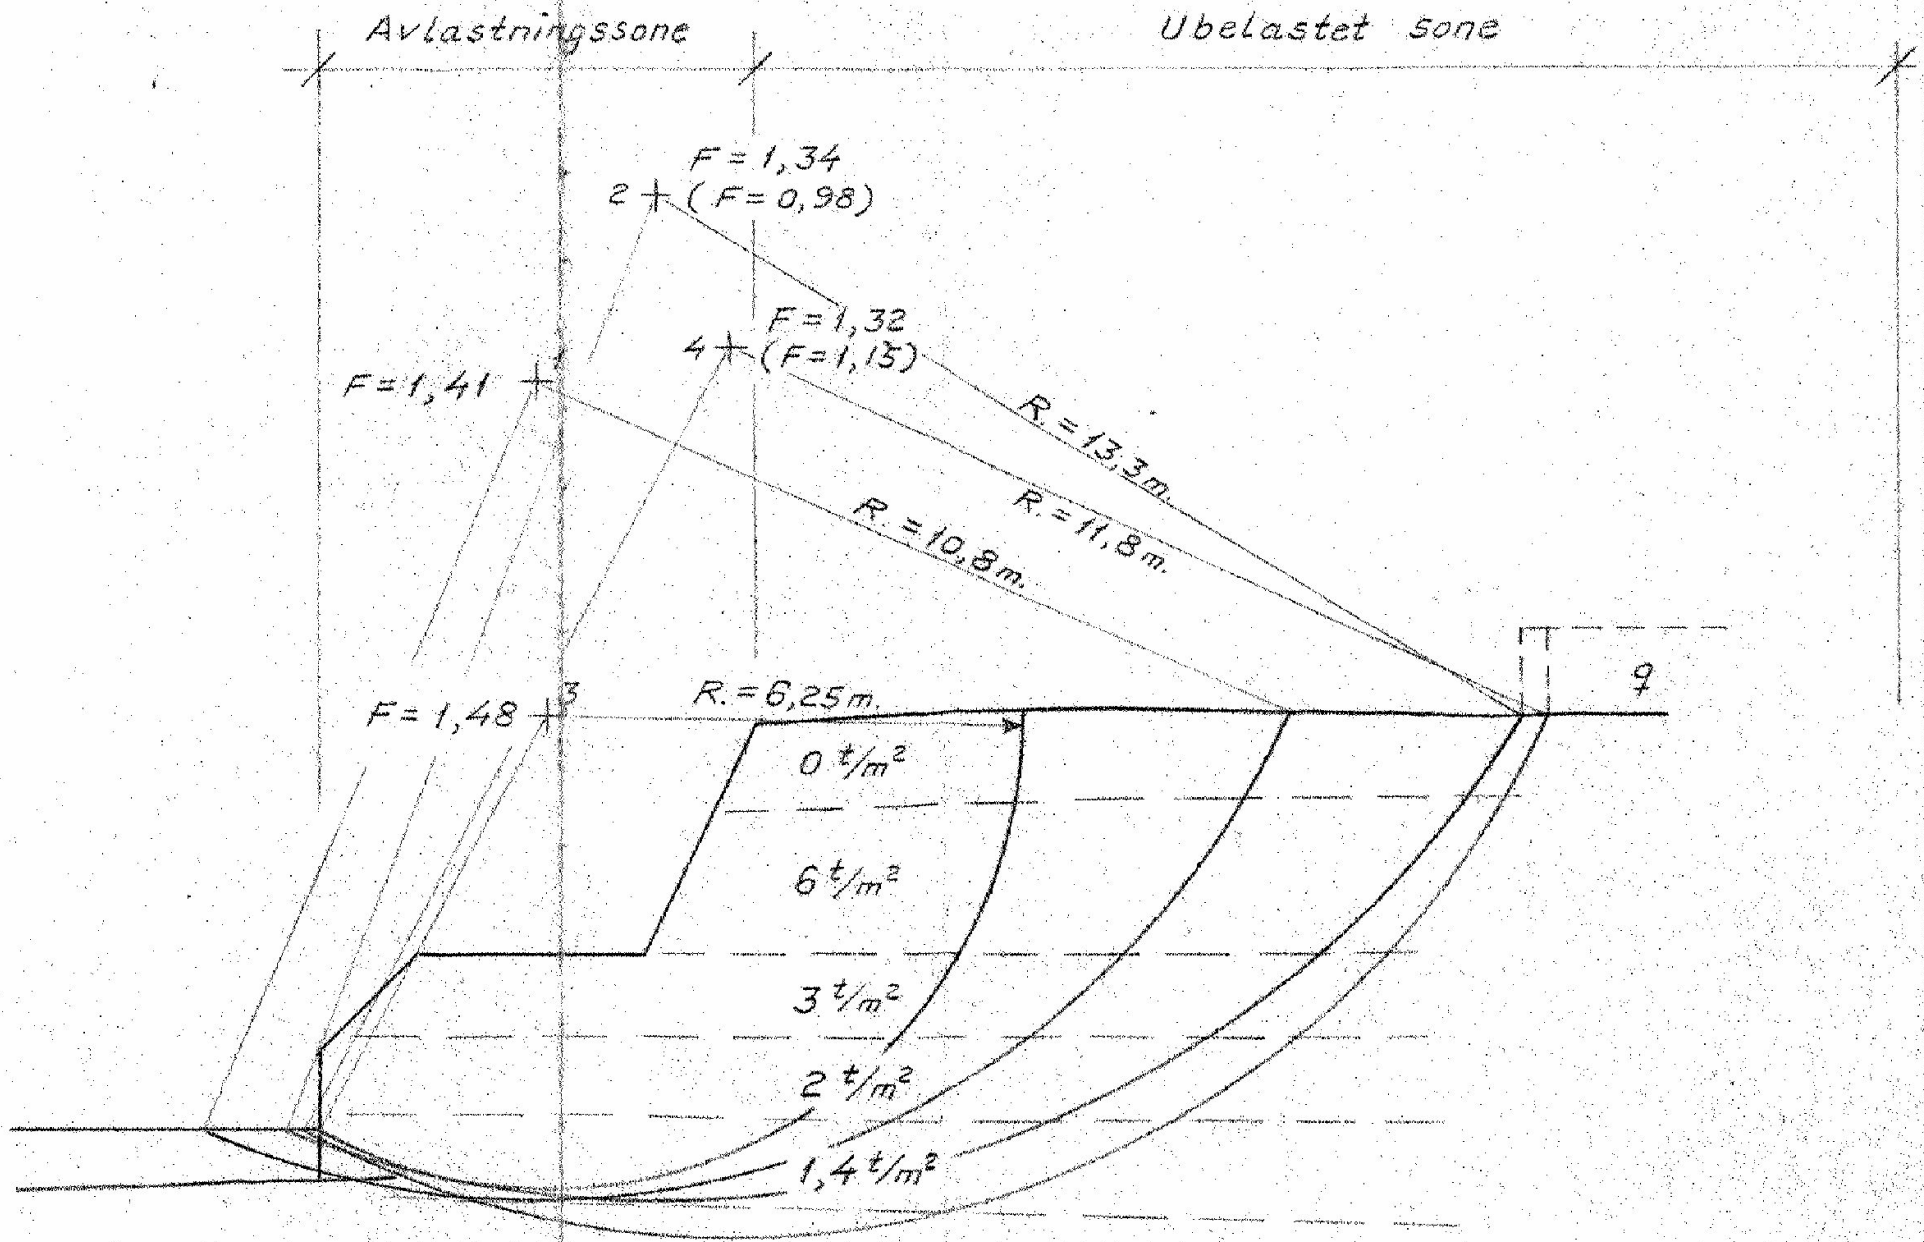 Avlastningssone
Ubelastet sone
F = 1,34
2 (F = 0,98)
F = 1,32
4 (F = 1,15)
1
F = 1,41
R. = 13,3 m.
R. = 11,8 m.
R. = 10,8 m.
q
3
R. = 6,25 m.
F = 1,48
0 t/m²
6 t/m²
3 t/m²
2 t/m²
1,4 t/m²